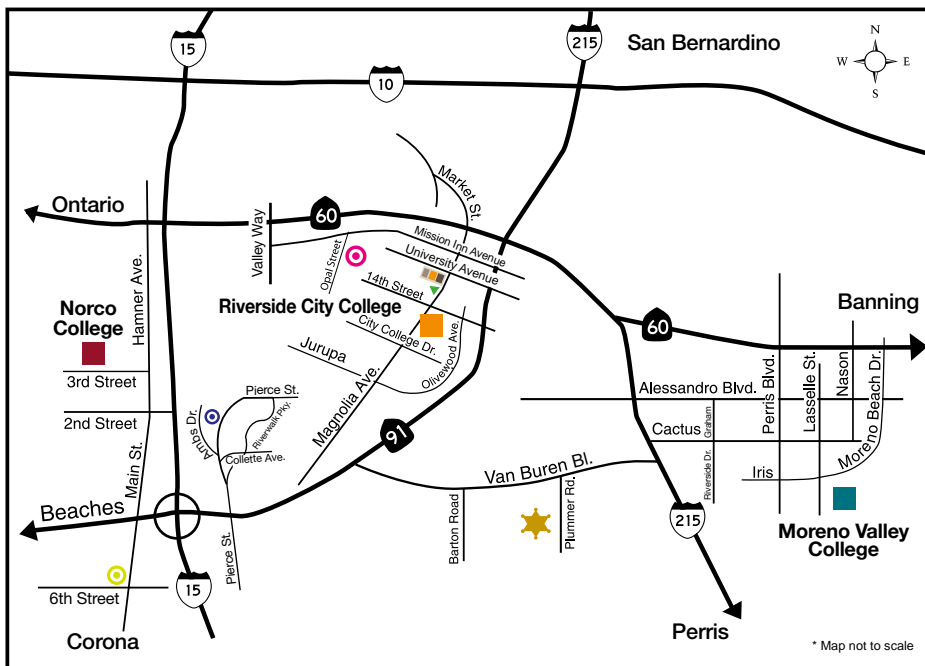 15
215
San Bernardino
N
W E
S
10
Market St.
Ontario
60
Valley Way
Mission Inn Avenue
University Avenue
Opal Street
14th Street
Hamner Ave.
Norco
College
Riverside City College
City College Dr.
Olivewood Ave.
Jurupa
Magnolia Ave.
60
Banning
3rd Street
2nd Street
Pierce St.
Arnbs Dr.
Riverwalk Pky.
Collette Ave.
Alessandro Blvd.
Perris Blvd.
Lasselle St.
Nason
Moreno Beach Dr.
Graham
Cactus
Riverside Dr.
Iris
91
Van Buren Bl.
Main St.
Beaches
Barton Road
Plummer Rd.
215
Moreno Valley
College
Pierce St.
15
6th Street
Corona
Perris
* Map not to scale